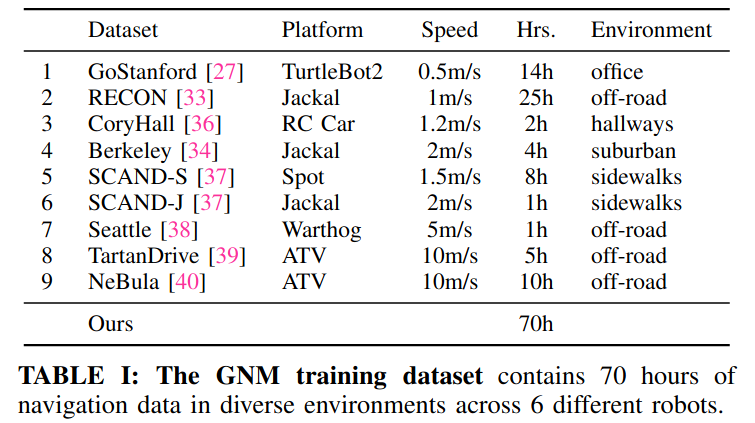 Dataset Platform Speed Hrs. Environment
1 GoStanford [27] TurtleBot2 0.5m/s 14h office
2 RECON [33] Jackal 1m/s 25h off-road
3 CoryHall [36] RC Car 1.2m/s 2h hallways
4 Berkeley [34] Jackal 2m/s 4h suburban
5 SCAND-S [37] Spot 1.5m/s 8h sidewalks
6 SCAND-J [37] Jackal 2m/s 1h sidewalks
7 Seattle [38] Warthog 5m/s 1h off-road
8 TartanDrive [39] ATV 10m/s 5h off-road
9 NeBula [40] ATV 10m/s 10h off-road
Ours 70h
TABLE I: The GNM training dataset contains 70 hours of
navigation data in diverse environments across 6 different robots.